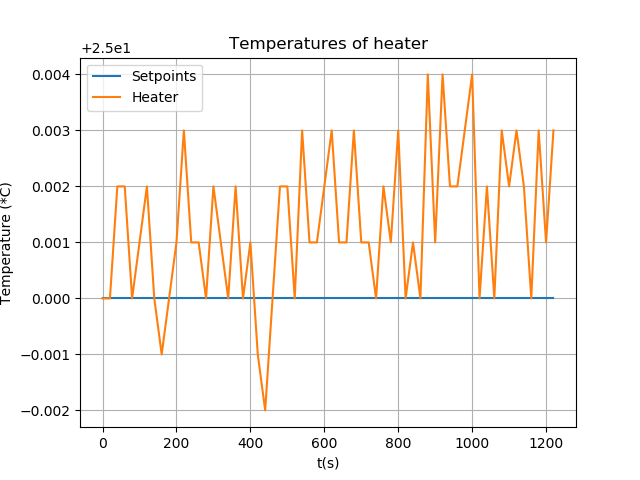 Temperatures of heater
+2.5e1
Setpoints
Heater
0.004
0.003
0.002
0.001
0.000
−0.001
−0.002
Temperature (*C)
0
200
400
600
800
1000
1200
t(s)